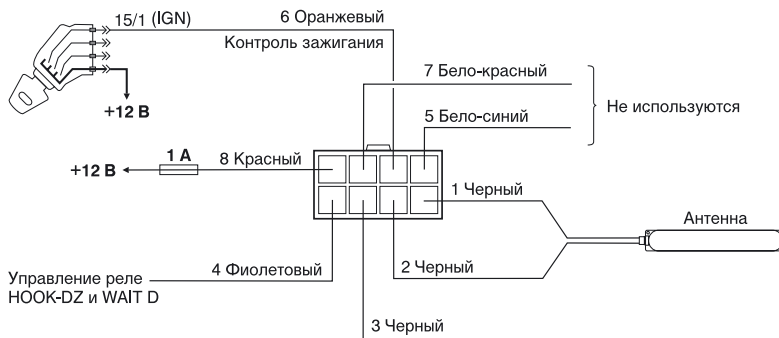 15/1 (IGN)
6 Оранжевый
Контроль зажигания
+12 В
7 Бело-красный
5 Бело-синий
Не используются
+12 В
1 А
8 Красный
1 Черный
Антенна
Управление реле
HOOK-DZ и WAIT D
4 Фиолетовый
2 Черный
3 Черный